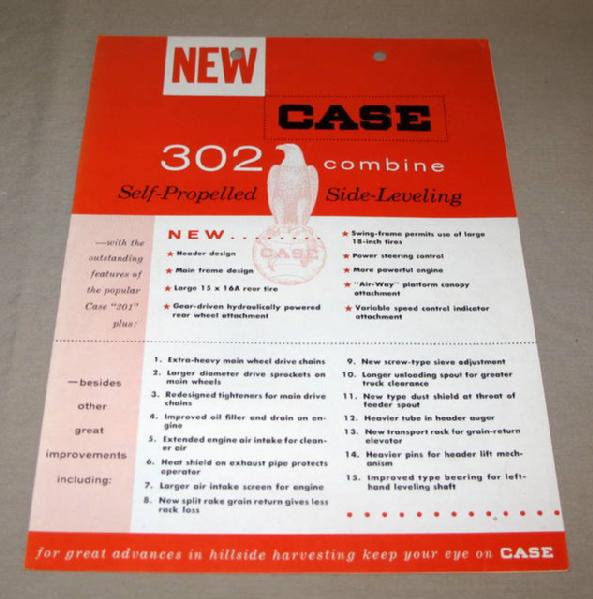 NEW
CASE
302 combine
Self-Propelled Side-Leveling
—with the
outstanding
features of
the popular
Case "301"
plus:
NEW........
★ Header design
★ Main frame design
★ Large 15 x 16A rear tire
★ Gear-driven hydraulically powered
rear wheel attachment
★ Swing-frame permits use of large
18-inch tires
★ Power steering control
★ More powerful engine
★ "Air-Way" platform canopy
attachment
★ Variable speed control indicator
attachment
CASE
—besides
other
great
improvements
including:
1. Extra-heavy main wheel drive chains
2. Larger diameter drive sprockets on
main wheels
3. Redesigned tighteners for main drive
chains
4. Improved oil filler and drain on en-
gine
5. Extended engine air intake for clean-
er air
6. Heat shield on exhaust pipe protects
operator
7. Larger air intake screen for engine
8. New split rake grain return gives less
rack loss
9. New screw-type sieve adjustment
10. Longer unloading spout for greater
truck clearance
11. New type dust shield at throat of
feeder spout
12. Heavier tube in header auger
13. New transport rack for grain-return
elevator
14. Heavier pins for header lift mech-
anism
15. Improved type bearing for left-
hand leveling shaft
for great advances in hillside harvesting keep your eye on CASE